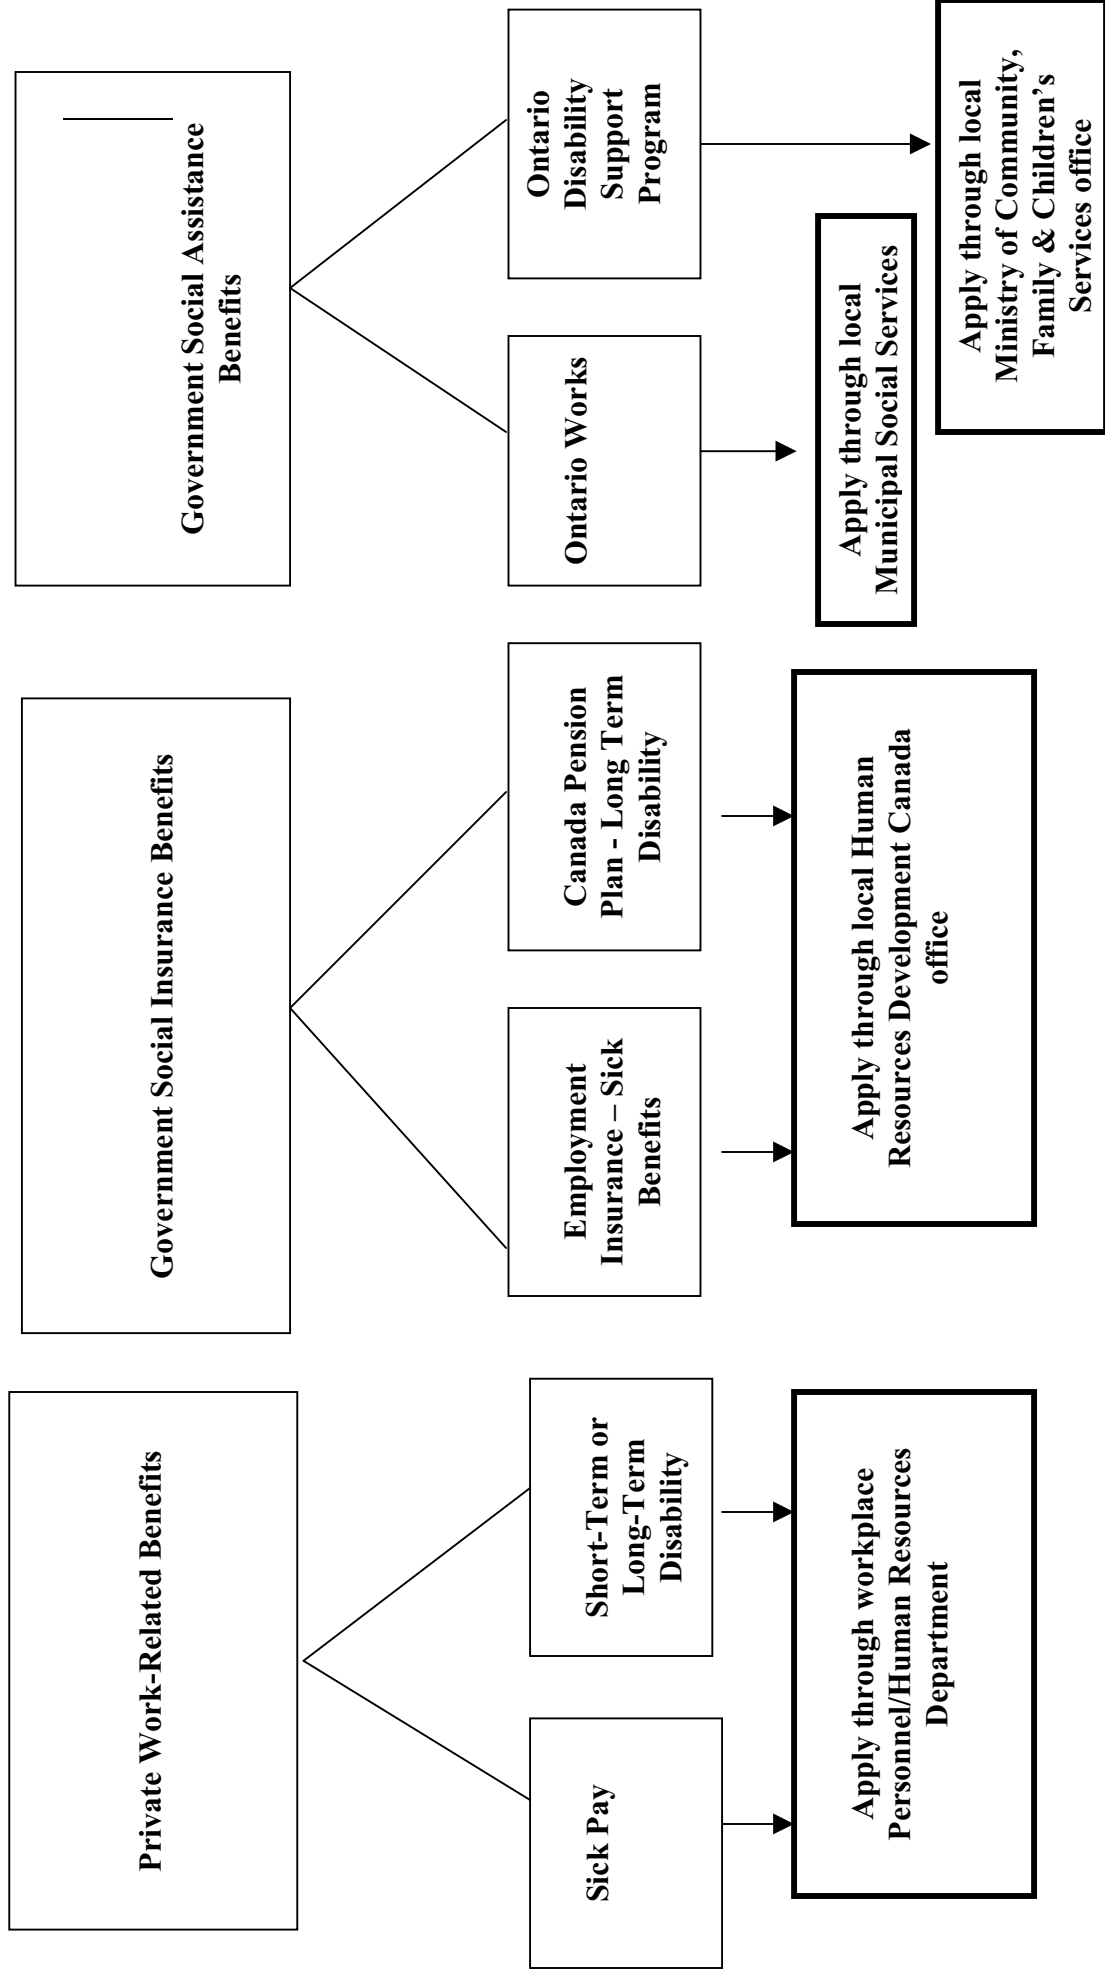 Private Work-Related Benefits
Government Social Insurance Benefits
Government Social Assistance
Benefits
Sick Pay
Short-Term or
Long-Term
Disability
Employment
Insurance – Sick
Benefits
Canada Pension
Plan - Long Term
Disability
Ontario Works
Ontario
Disability
Support
Program
Apply through workplace
Personnel/Human Resources
Department
Apply through local Human
Resources Development Canada
office
Apply through local
Municipal Social Services
Apply through local
Ministry of Community,
Family & Children’s
Services office